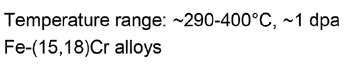 Temperature range: ~290-400°C, ~1 dpa
Fe-(15,18)Cr alloys